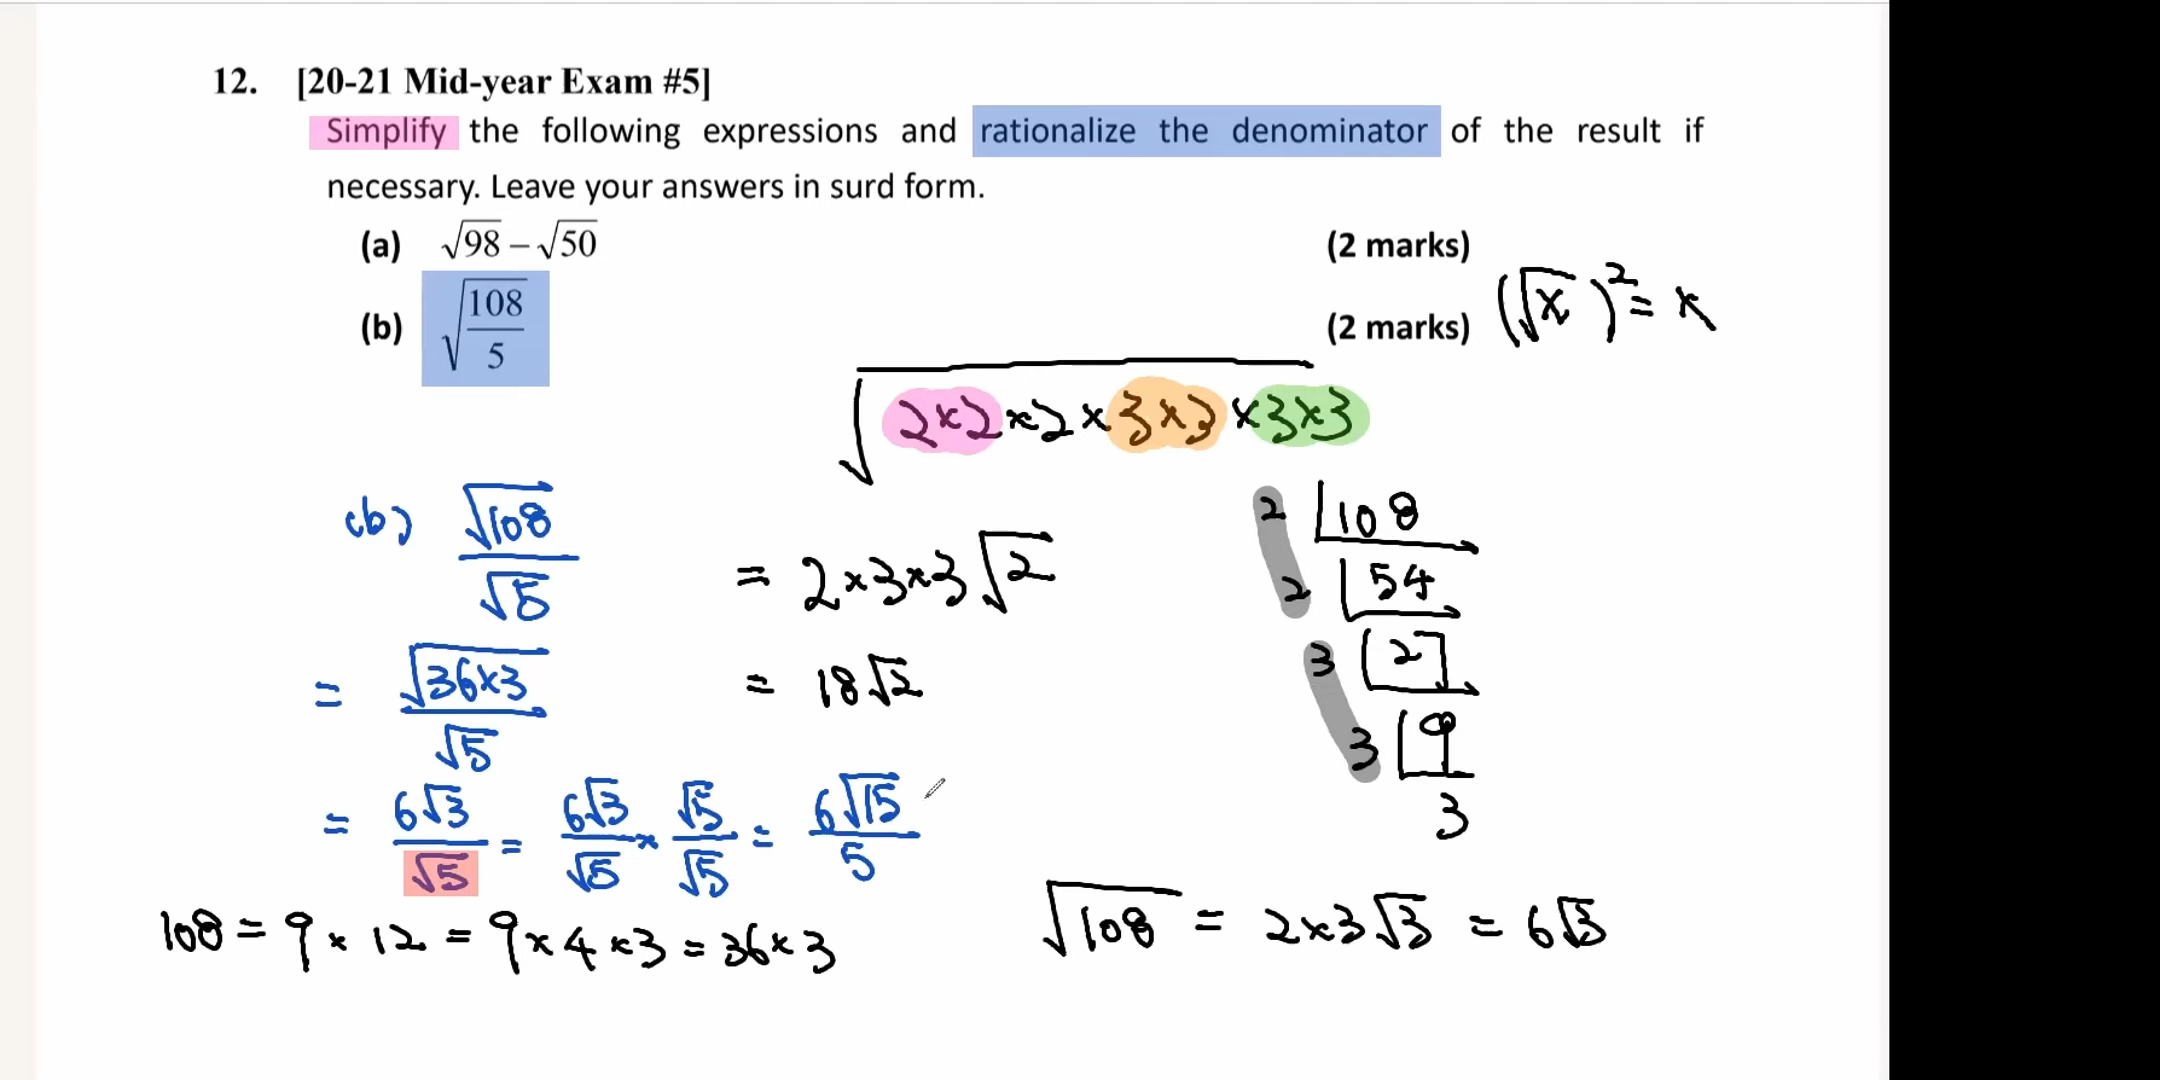 12. [20-21 Mid-year Exam #5]
Simplify the following expressions and rationalize the denominator of the result if
necessary. Leave your answers in surd form.
(a) √98 – √50 (2 marks)
(b) √(108/5) (2 marks) (√x)² = x
√(2×2×2×3×3×3×3)
(b) √108/√5
= 2×3×3√2
= √(36×3)/√5
= 18√2
= 6√3/√5 = 6√3/√5 × √5/√5 = 6√15/5
2 108
2 54
3 27
3 9
3
108 = 9 × 12 = 9 × 4 × 3 = 36 × 3
√108 = 2×3√3 = 6√3